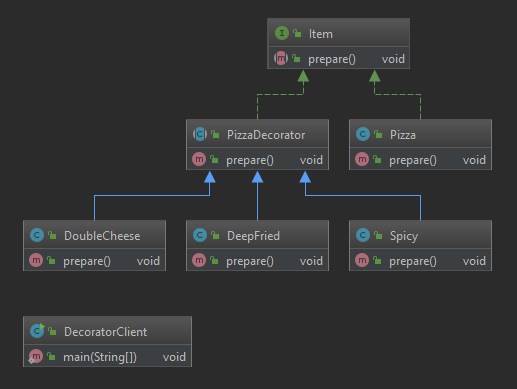 Item
prepare() void
PizzaDecorator
prepare() void
Pizza
prepare() void
DoubleCheese
prepare() void
DeepFried
prepare() void
Spicy
prepare() void
DecoratorClient
main(String[]) void